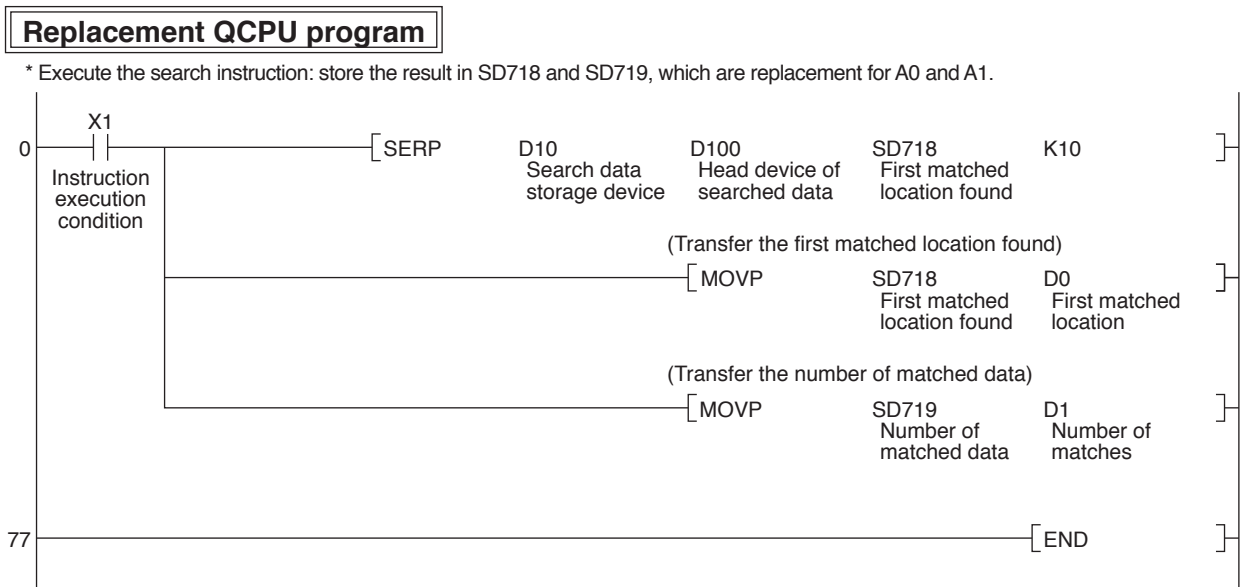 Replacement QCPU program
* Execute the search instruction: store the result in SD718 and SD719, which are replacement for A0 and A1.
X1
0 [SERP D10 D100 SD718 K10 ]
Instruction execution condition
Search data storage device
Head device of searched data
First matched location found
(Transfer the first matched location found)
[MOVP SD718 D0 ]
First matched location found
First matched location
(Transfer the number of matched data)
[MOVP SD719 D1 ]
Number of matched data
Number of matches
77 [END ]